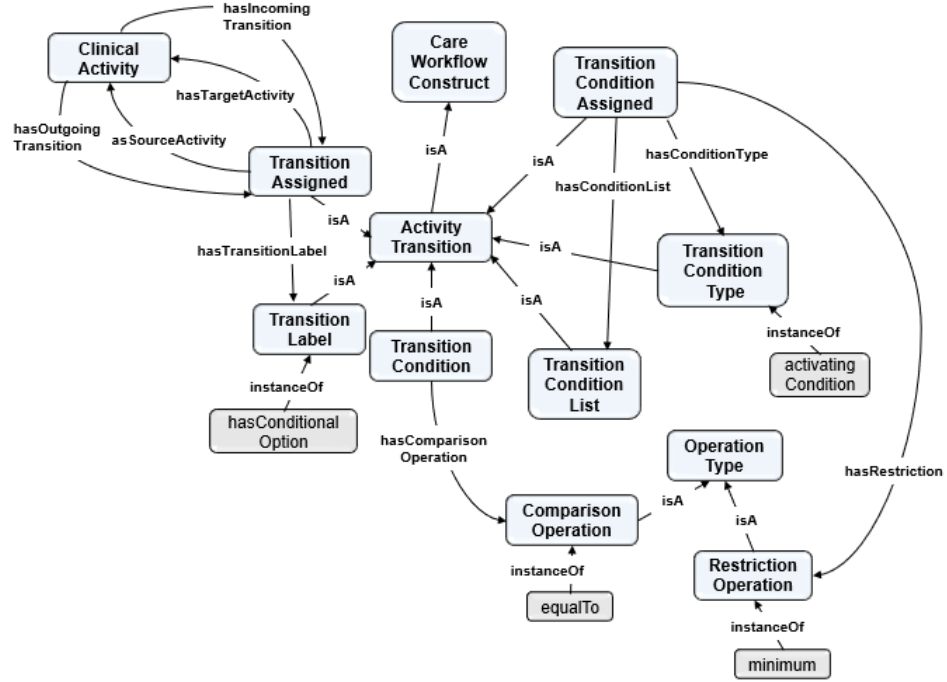 hasIncoming
Transition
Clinical
Activity
Care
Workflow
Construct
Transition
Condition
Assigned
hasTargetActivity
hasOutgoing
Transition
asSourceActivity
isA
isA
hasConditionType
Transition
Assigned
hasConditionList
isA
Activity
Transition
hasTransitionLabel
isA
Transition
Condition
Type
isA
isA
isA
Transition
Label
Transition
Condition
instanceOf
activating
Condition
Transition
Condition
List
instanceOf
hasConditional
Option
hasComparison
Operation
Operation
Type
hasRestriction
isA
Comparison
Operation
isA
instanceOf
Restriction
Operation
equalTo
instanceOf
minimum